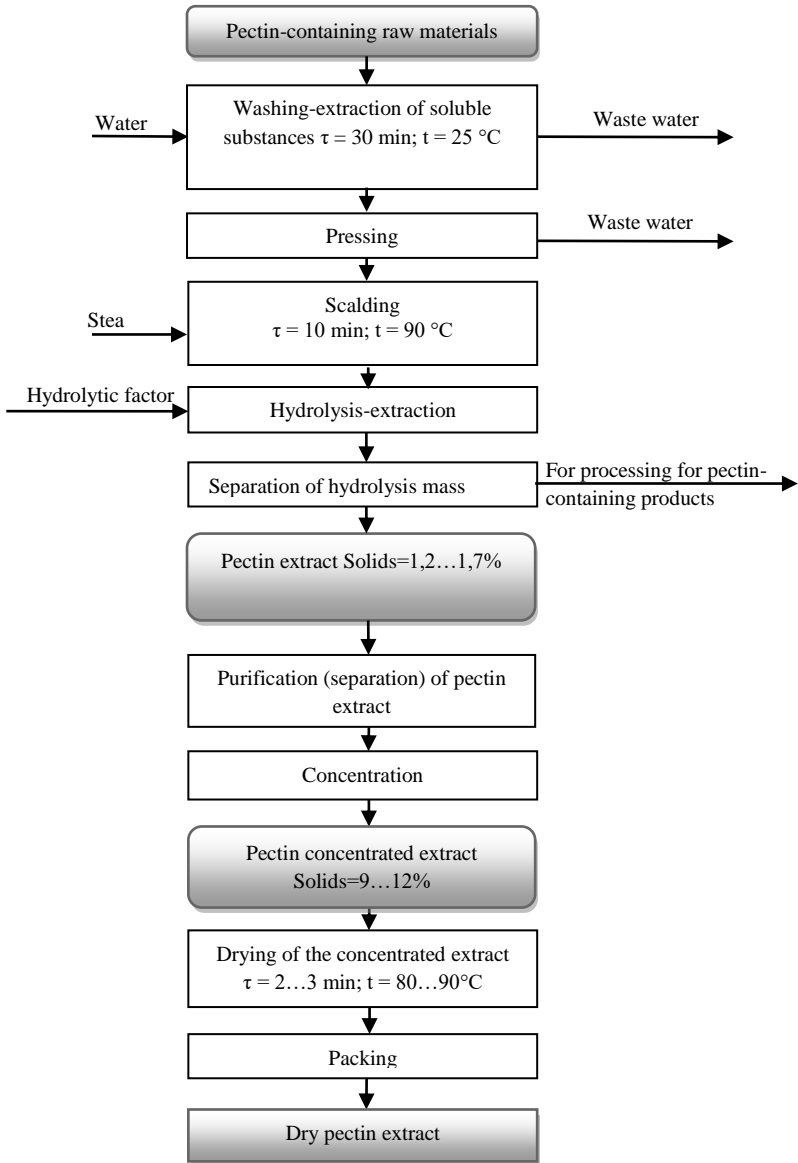 Pectin-containing raw materials
Washing-extraction of soluble
substances τ = 30 min; t = 25 °C
Water
Waste water
Pressing
Waste water
Scalding
τ = 10 min; t = 90 °C
Stea
Hydrolytic factor
Hydrolysis-extraction
Separation of hydrolysis mass
For processing for pectin-
containing products
Pectin extract Solids=1,2…1,7%
Purification (separation) of pectin
extract
Concentration
Pectin concentrated extract
Solids=9…12%
Drying of the concentrated extract
τ = 2…3 min; t = 80…90°C
Packing
Dry pectin extract